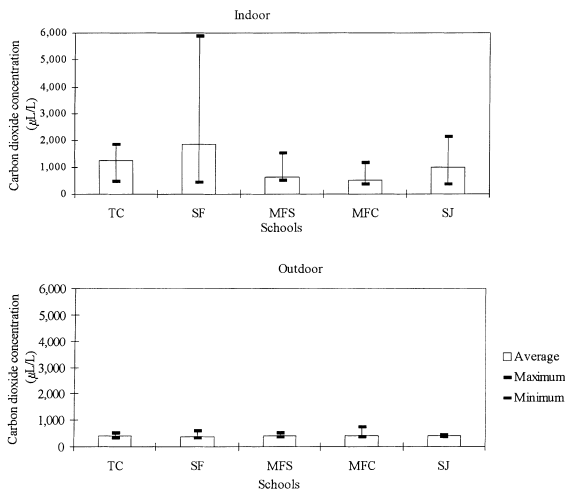 Indoor
Carbon dioxide concentration
(μL/L)
6,000
5,000
4,000
3,000
2,000
1,000
0
TC SF MFS MFC SJ
Schools
Outdoor
Carbon dioxide concentration
(μL/L)
6,000
5,000
4,000
3,000
2,000
1,000
0
TC SF MFS MFC SJ
Schools
Average
Maximum
Minimum